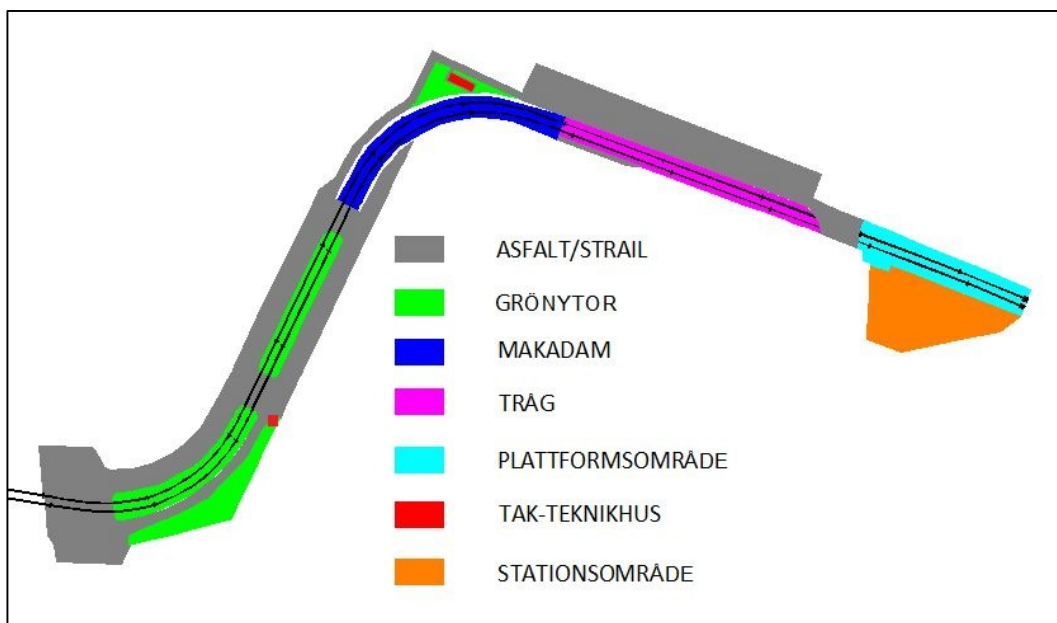 ASFALT/STRAIL
GRÖNYTOR
MAKADAM
TRÅG
PLATTFORMSOMRÅDE
TAK-TEKNIKHUS
STATIONSOMRÅDE